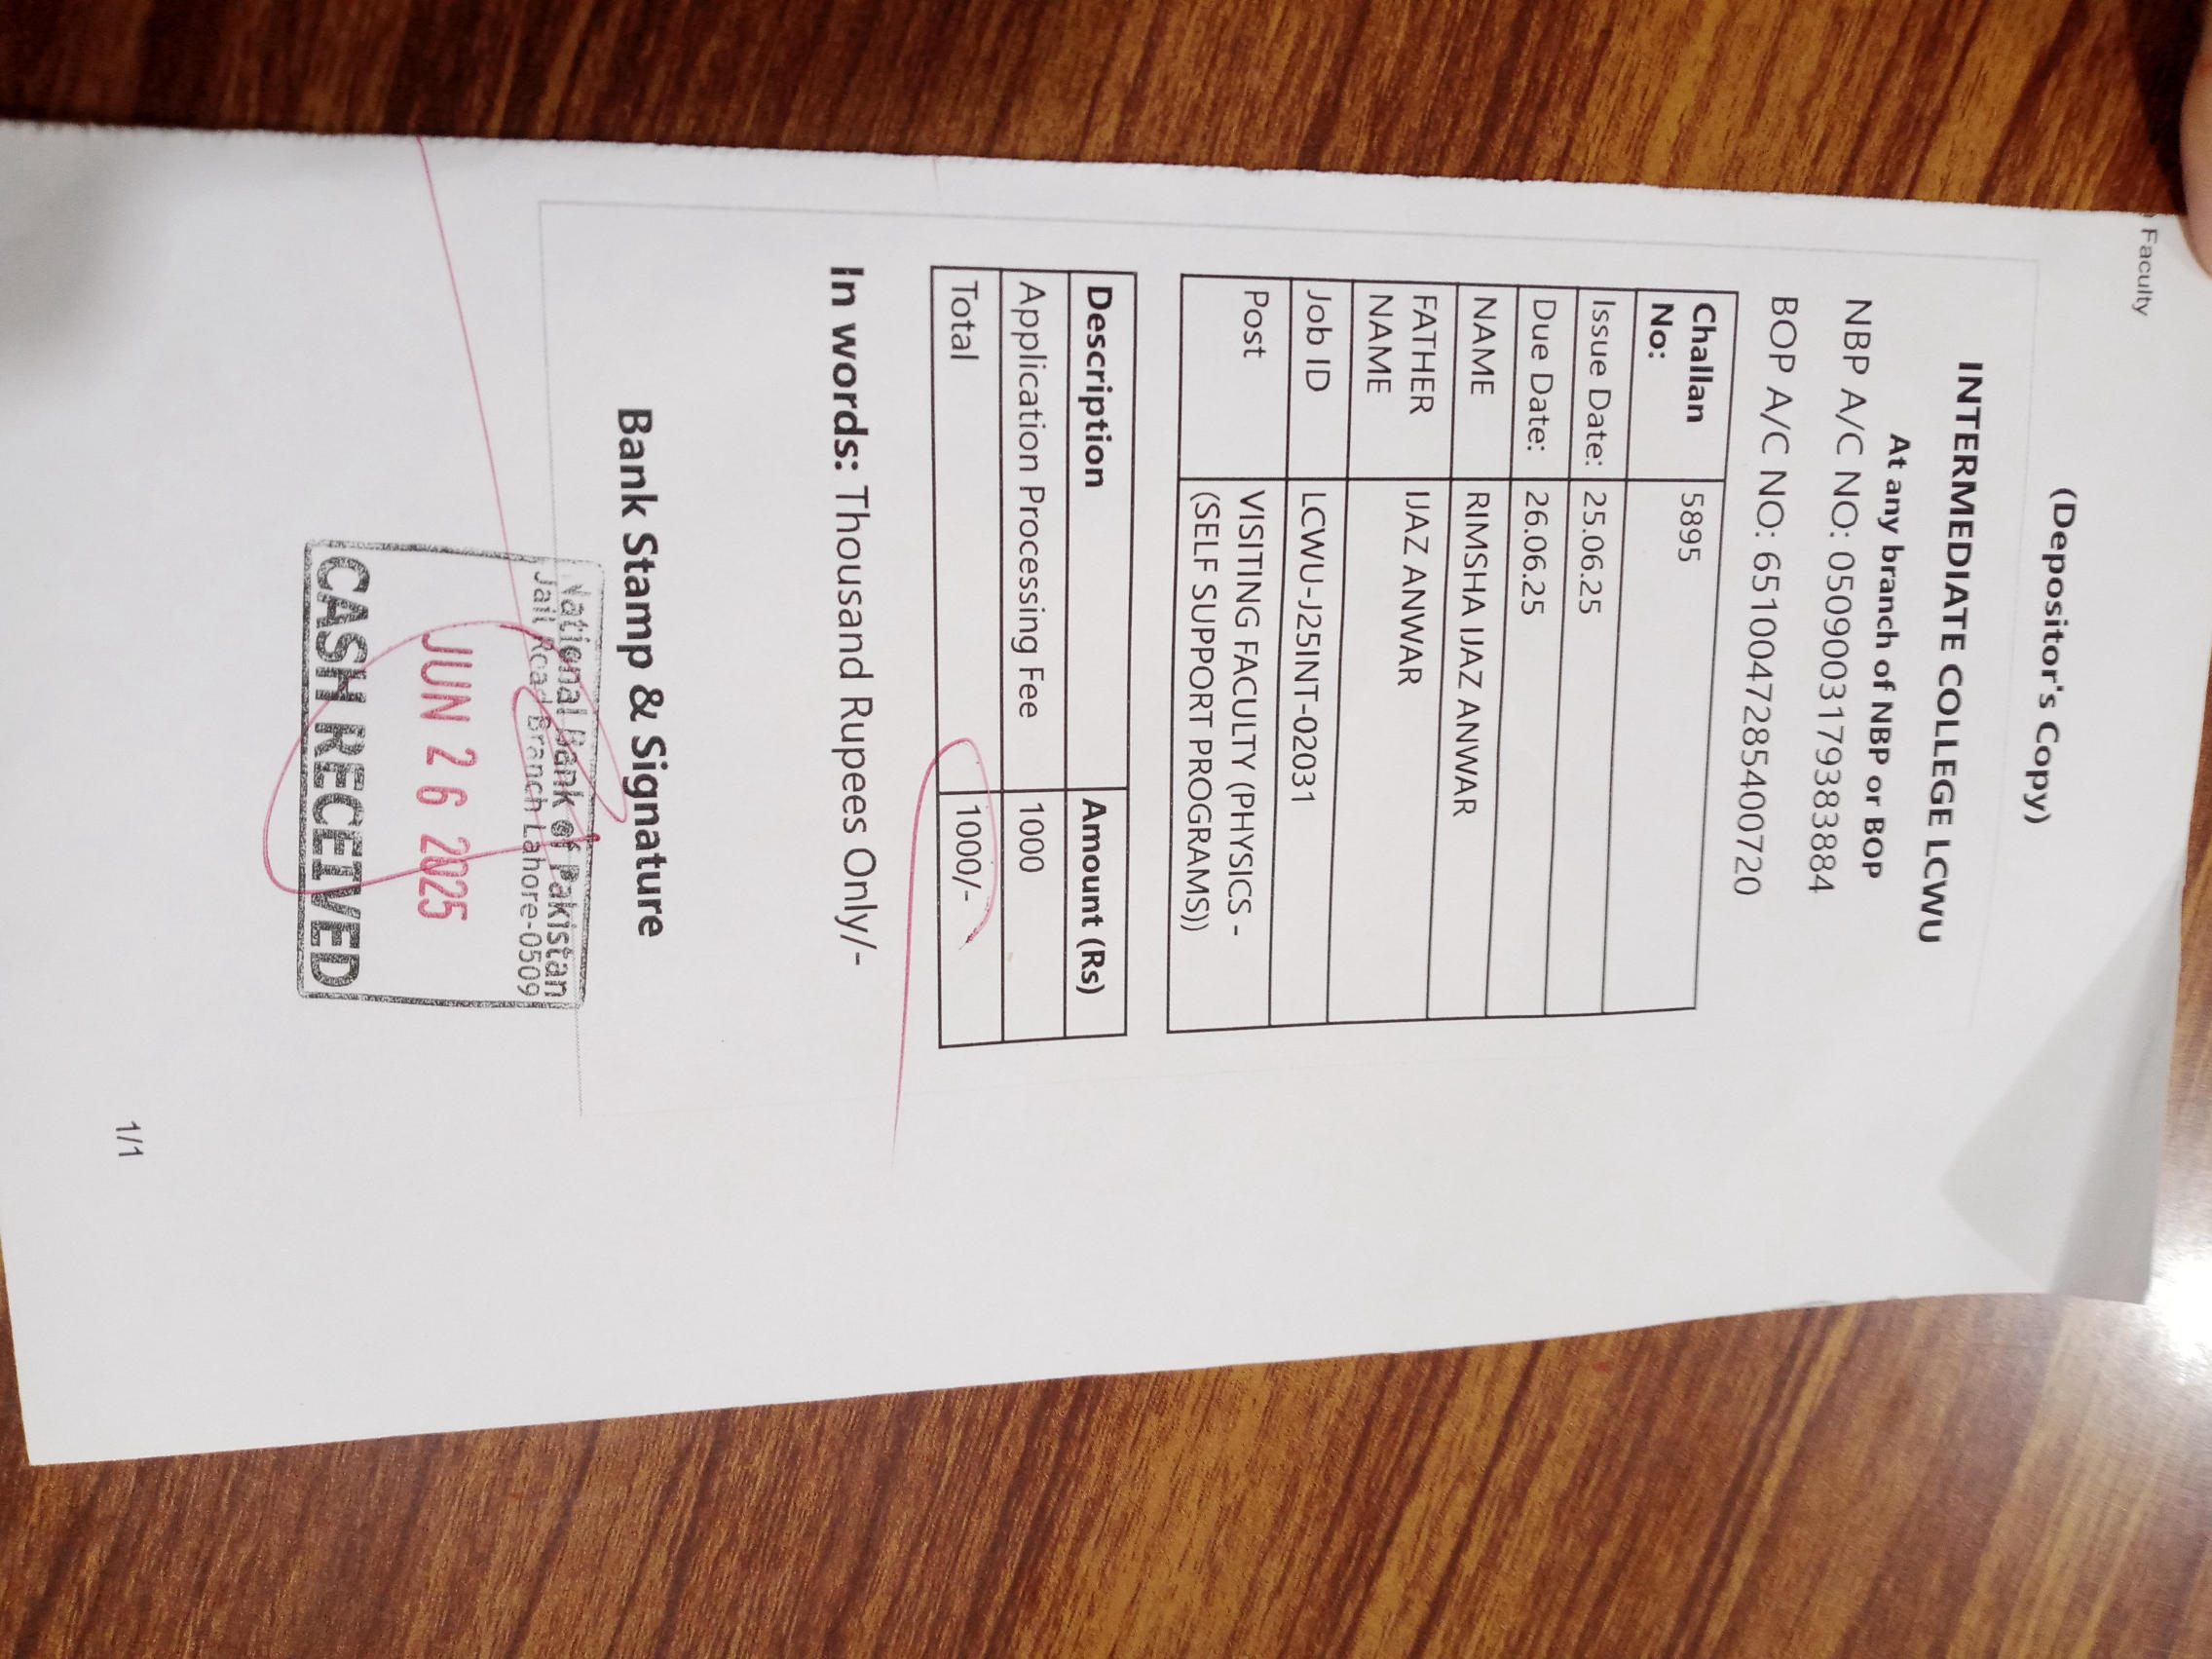 Faculty
(Depositor's Copy)
INTERMEDIATE COLLEGE LCWU
At any branch of NBP or BOP
NBP A/C NO: 0509003179383884
BOP A/C NO: 6510047285400720
Challan No: 5895
Issue Date: 25.06.25
Due Date: 26.06.25
NAME RIMSHA IJAZ ANWAR
FATHER NAME IJAZ ANWAR
Job ID LCWU-J25INT-02031
Post VISITING FACULTY (PHYSICS -
(SELF SUPPORT PROGRAMS))
Description Amount (Rs)
Application Processing Fee 1000
Total 1000/-
In words: Thousand Rupees Only/-
Bank Stamp & Signature
National Bank of Pakistan
Jail Road Branch Lahore-0509
JUN 26 2025
CASH RECEIVED
1/1